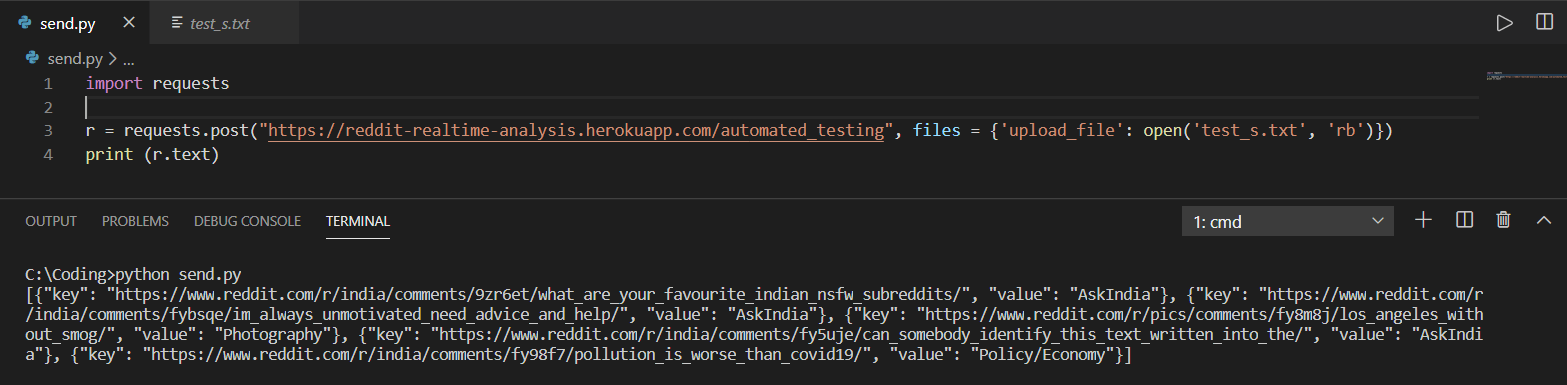 send.py
test_s.txt
send.py > ...
1 import requests
2
3 r = requests.post("https://reddit-realtime-analysis.herokuapp.com/automated_testing", files = {'upload_file': open('test_s.txt', 'rb')})
4 print (r.text)
OUTPUT PROBLEMS DEBUG CONSOLE TERMINAL
1: cmd
C:\Coding>python send.py
[{"key": "https://www.reddit.com/r/india/comments/9zr6et/what_are_your_favourite_indian_nsfw_subreddits/", "value": "AskIndia"}, {"key": "https://www.reddit.com/r
/india/comments/fybsqe/im_always_unmotivated_need_advice_and_help/", "value": "AskIndia"}, {"key": "https://www.reddit.com/r/pics/comments/fy8m8j/los_angeles_with
out_smog/", "value": "Photography"}, {"key": "https://www.reddit.com/r/india/comments/fy5uje/can_somebody_identify_this_text_written_into_the/", "value": "AskIndi
a"}, {"key": "https://www.reddit.com/r/india/comments/fy98f7/pollution_is_worse_than_covid19/", "value": "Policy/Economy"}]